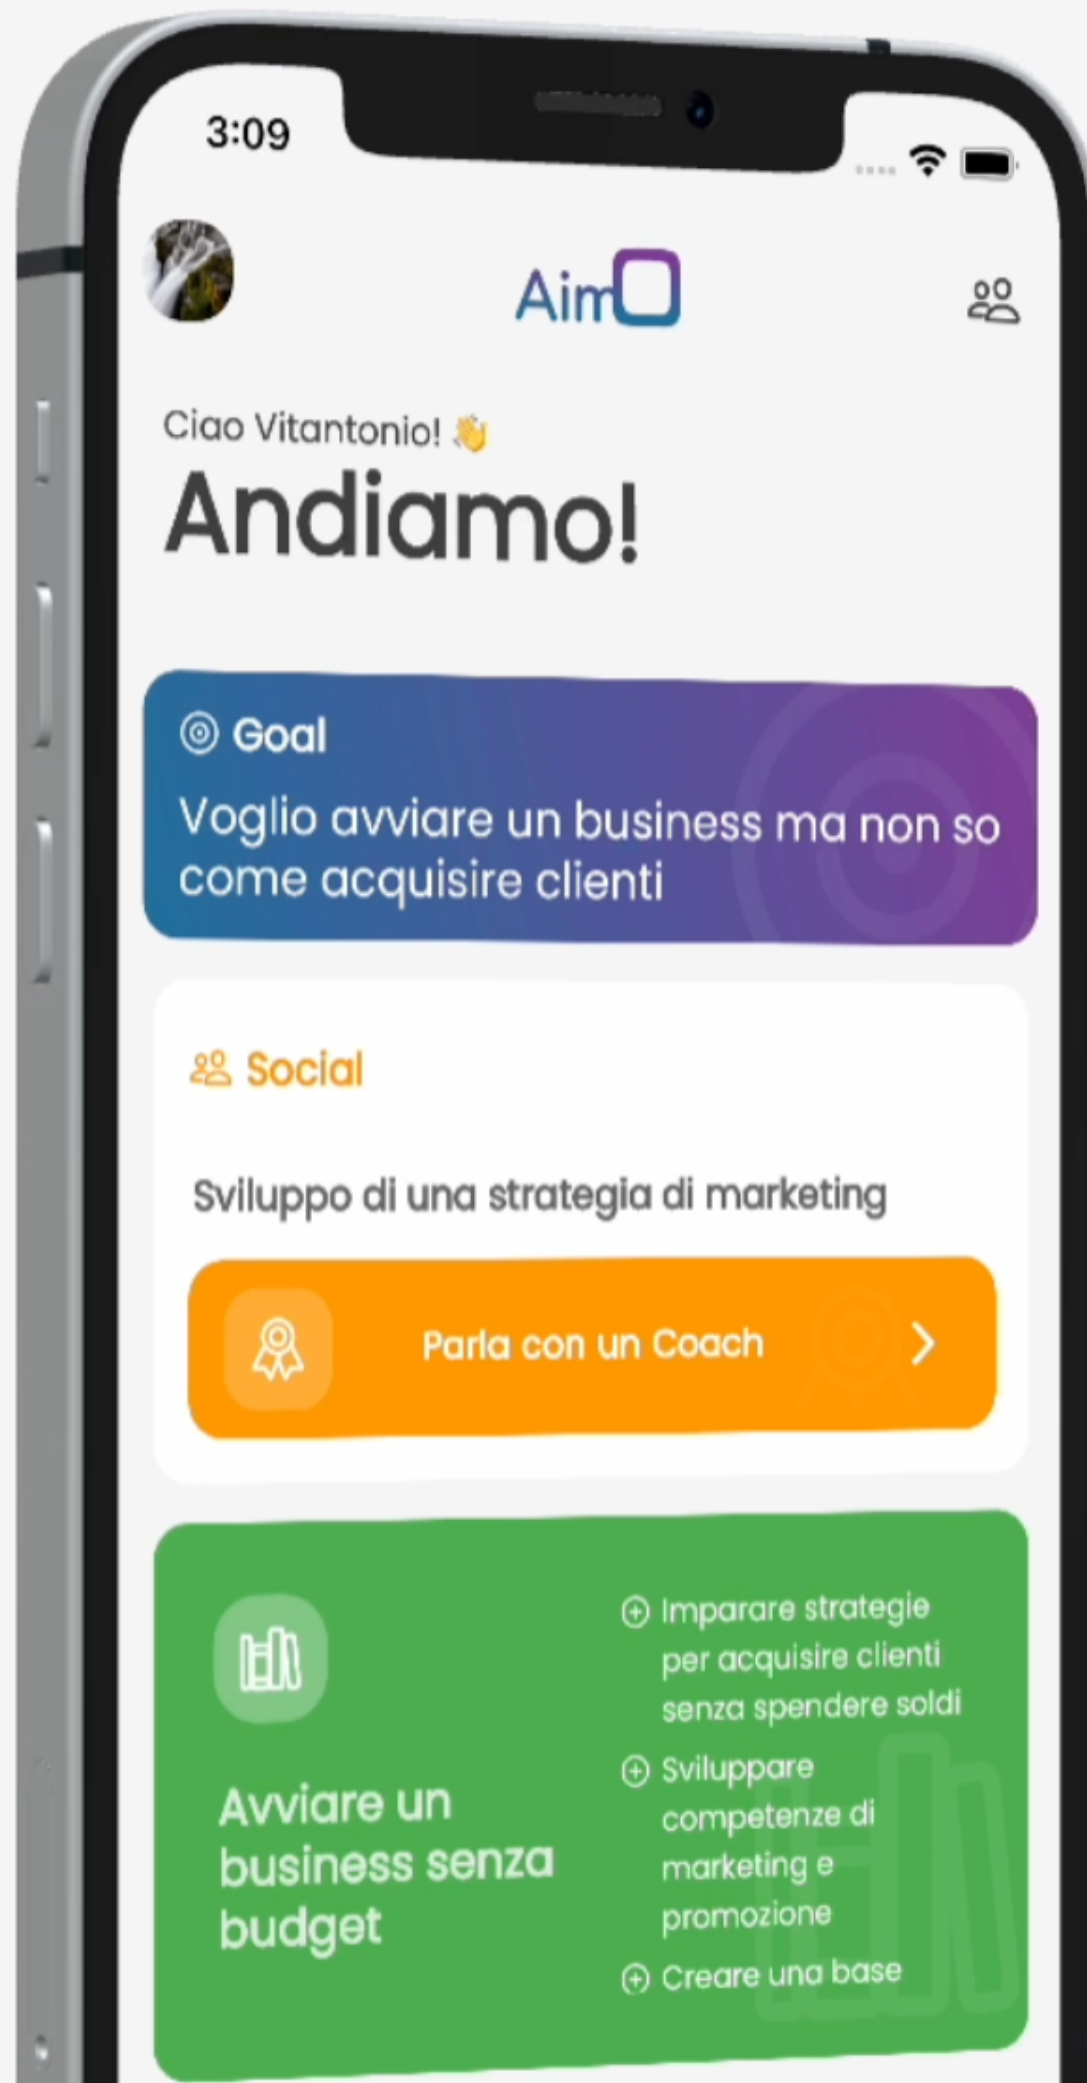 3:09
Aim
Ciao Vitantonio! 👋
Andiamo!
Goal
Voglio avviare un business ma non so
come acquisire clienti
Social
Sviluppo di una strategia di marketing
Parla con un Coach
Avviare un
business senza
budget
Imparare strategie
per acquisire clienti
senza spendere soldi
Sviluppare
competenze di
marketing e
promozione
Creare una base